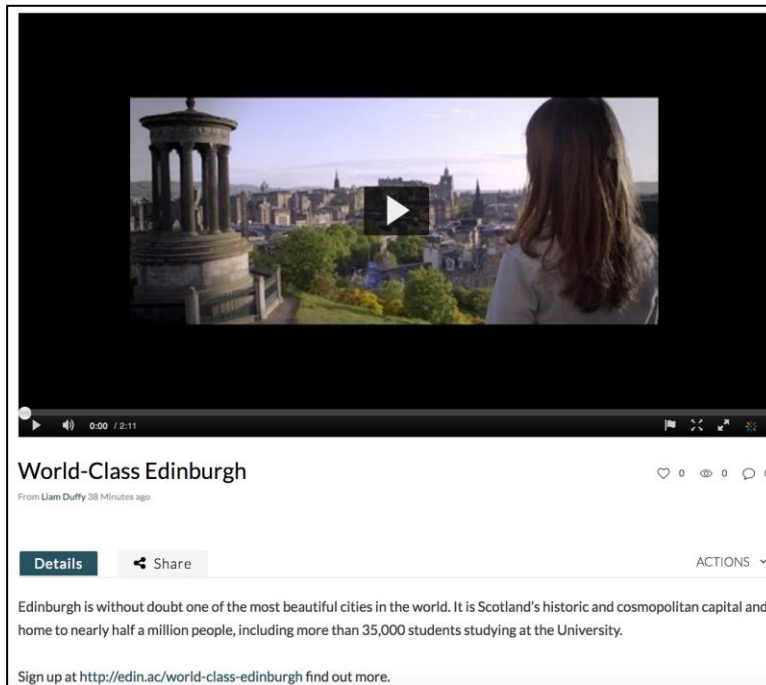 0:00 / 2:11
World-Class Edinburgh
0 0
From Liam Duffy 38 Minutes ago
Details Share ACTIONS
Edinburgh is without doubt one of the most beautiful cities in the world. It is Scotland’s historic and cosmopolitan capital and
home to nearly half a million people, including more than 35,000 students studying at the University.
Sign up at http://edin.ac/world-class-edinburgh find out more.